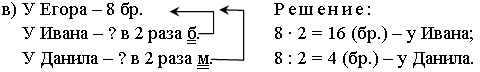 в) У Егора – 8 бр.
У Ивана – ? в 2 раза б.
У Данила – ? в 2 раза м.
Решение:
8 · 2 = 16 (бр.) – у Ивана;
8 : 2 = 4 (бр.) – у Данила.